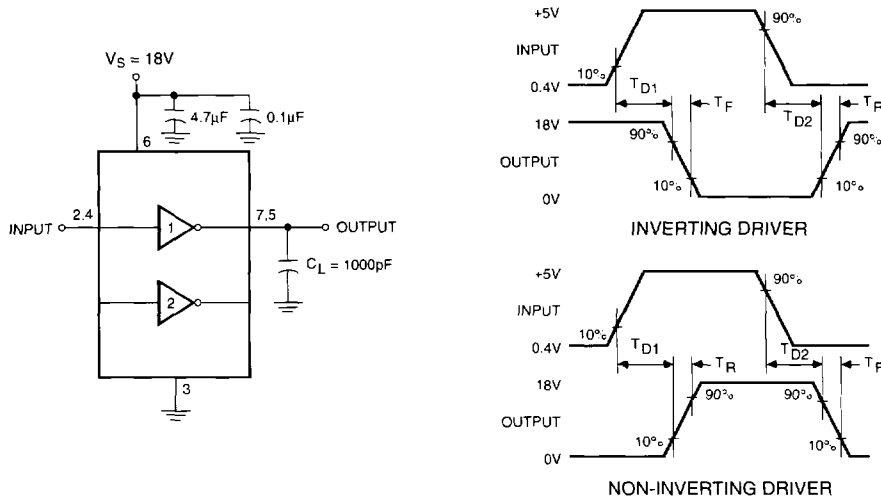 V_S = 18V
4.7µF
0.1µF
6
INPUT
2,4
1
7,5
OUTPUT
C_L = 1000pF
2
3
+5V
INPUT
0.4V
10%
90%
T_D1
T_F
T_D2
T_R
18V
90%
90%
OUTPUT
10%
10%
0V
INVERTING DRIVER
+5V
INPUT
0.4V
10%
90%
T_D1
T_R
T_D2
T_F
18V
90%
90%
OUTPUT
10%
10%
0V
NON-INVERTING DRIVER